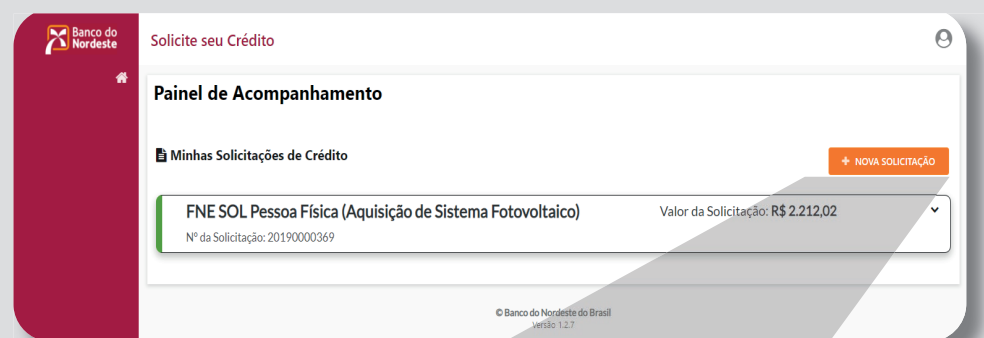 Banco do
Nordeste
Solicite seu Crédito
Painel de Acompanhamento
Minhas Solicitações de Crédito
+ NOVA SOLICITAÇÃO
FNE SOL Pessoa Física (Aquisição de Sistema Fotovoltaico)
Valor da Solicitação: R$ 2.212,02
Nº da Solicitação: 20190000369
© Banco do Nordeste do Brasil
Versão 1.2.7